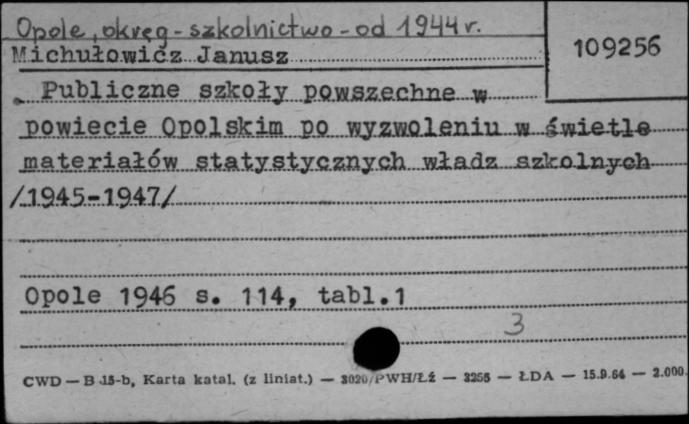 Opole, okręg - szkolnictwo - od 1944 r.
109256
Michułowicz Janusz
Publiczne szkoły powszechne w
powiecie Opolskim po wyzwoleniu w świetle
materiałów statystycznych władz szkolnych
/1945-1947/
Opole 1946 s. 114, tabl.1
3
CWD — B 15-b, Karta katal. (z liniat.) — 3020/PWH/Łź — 3256 — ŁDA — 15.9.64 — 2.000.